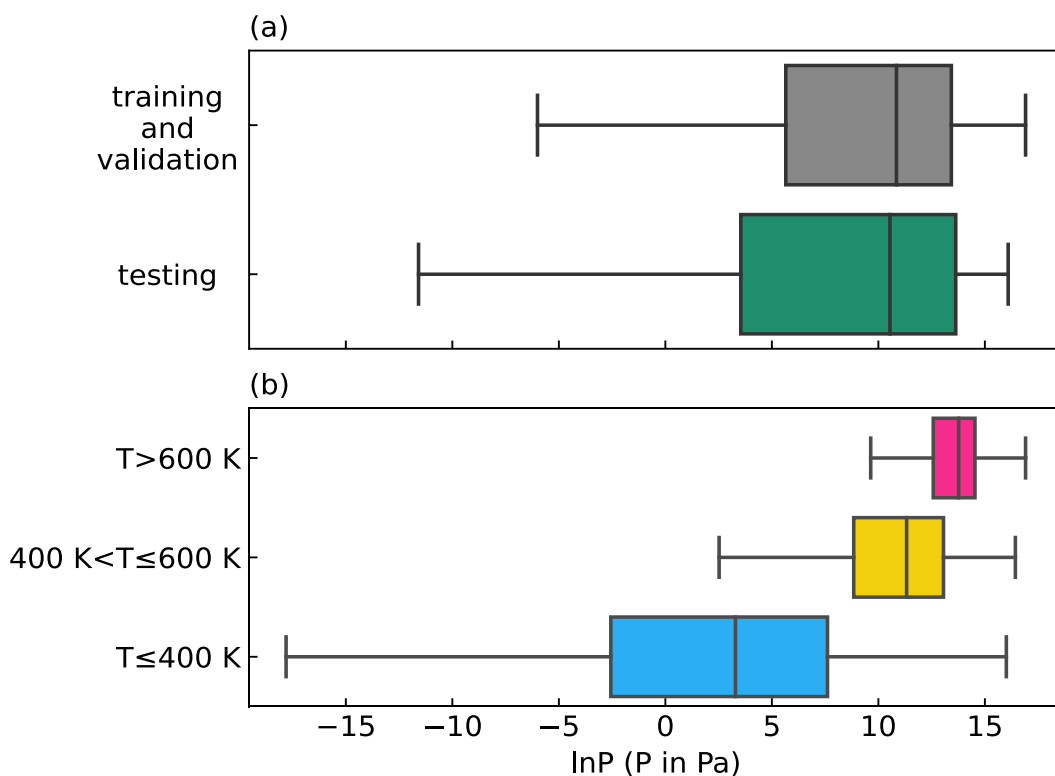 (a)
training
and
validation
testing
(b)
T>600 K
400 K<T≤600 K
T≤400 K
−15 −10 −5 0 5 10 15
lnP (P in Pa)